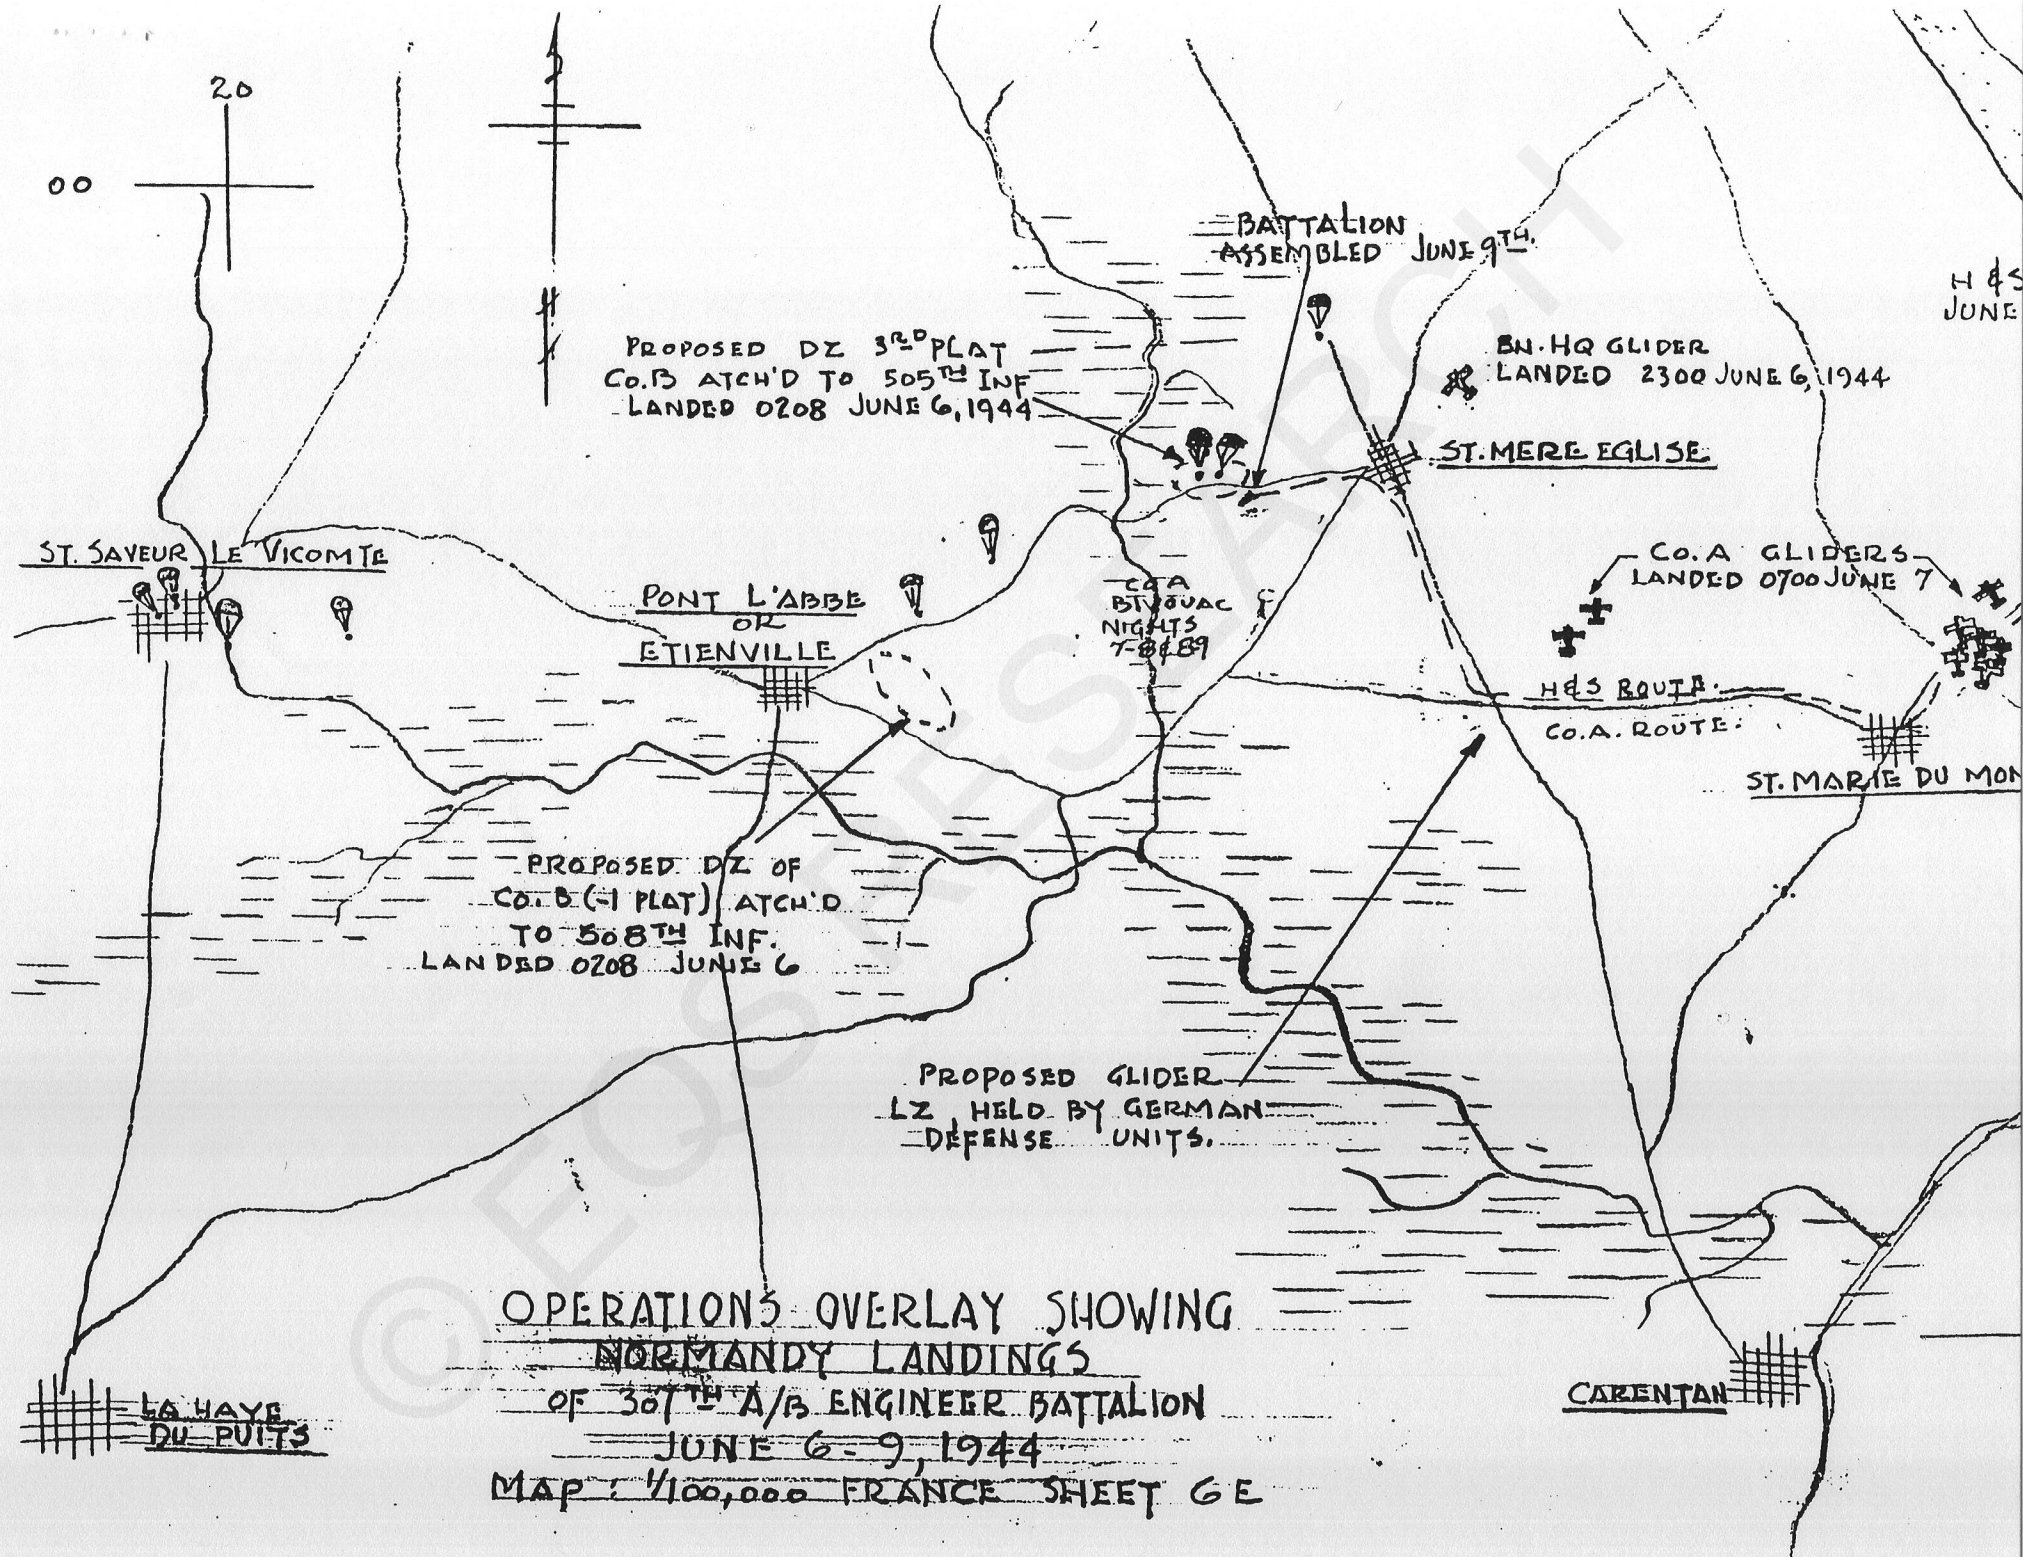 20
00
BATTALION
ASSEMBLED JUNE 9TH.
H & S
JUNE
PROPOSED DZ 3RD PLAT
CO.B ATCH'D TO 505TH INF
LANDED 0208 JUNE 6, 1944
BN. HQ GLIDER
LANDED 2300 JUNE 6, 1944
ST. MERE EGLISE
ST. SAVEUR LE VICOMTE
PONT L'ABBE
OR
ETIENVILLE
CO A
BIVOUAC
NIGHTS
7-8&89
CO. A GLIDERS
LANDED 0700 JUNE 7
H&S ROUTE.
CO. A. ROUTE.
ST. MARIE DU MON
PROPOSED DZ OF
CO. B (-1 PLAT) ATCH'D
TO 508TH INF.
LANDED 0208 JUNE 6
PROPOSED GLIDER
LZ, HELD BY GERMAN
DEFENSE UNITS.
OPERATIONS OVERLAY SHOWING
NORMANDY LANDINGS
OF 307TH A/B ENGINEER BATTALION
JUNE 6-9, 1944
MAP: 1/100,000 FRANCE SHEET 6E
LA HAYE
DU PUITS
CARENTAN
© EQS RESEARCH